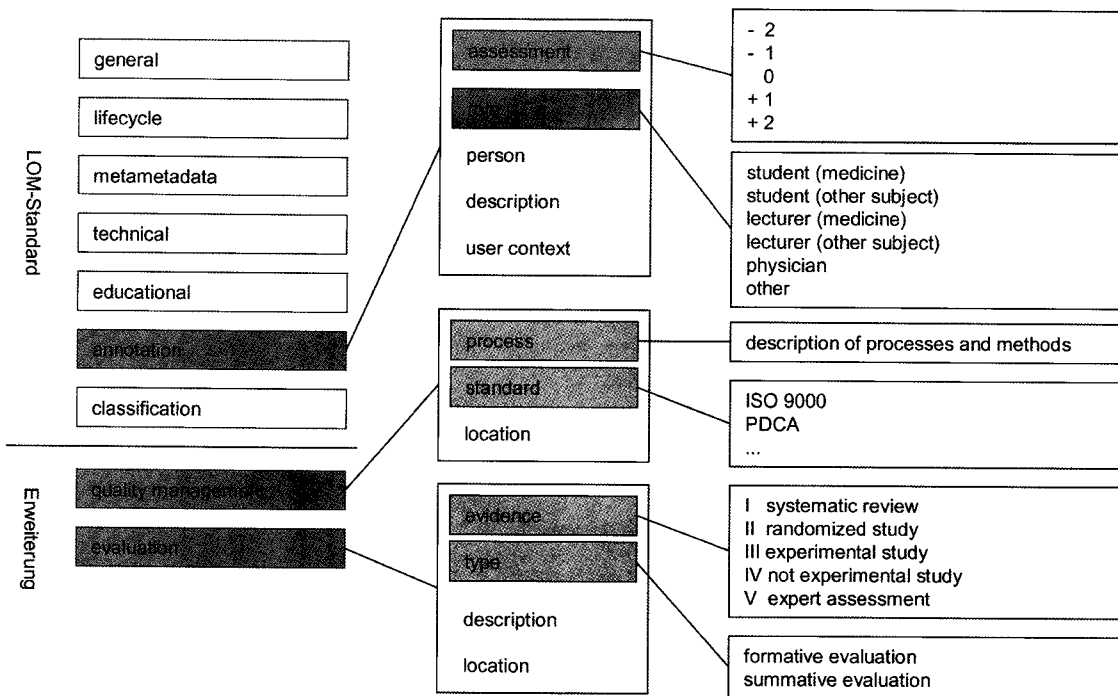 LOM-Standard
general
lifecycle
metametadata
technical
educational
annotation
classification
Erweiterung
quality management
evaluation
assessment
person
description
user context
process
standard
location
evidence
type
description
location
- 2
- 1
0
+ 1
+ 2
student (medicine)
student (other subject)
lecturer (medicine)
lecturer (other subject)
physician
other
description of processes and methods
ISO 9000
PDCA
...
I systematic review
II randomized study
III experimental study
IV not experimental study
V expert assessment
formative evaluation
summative evaluation